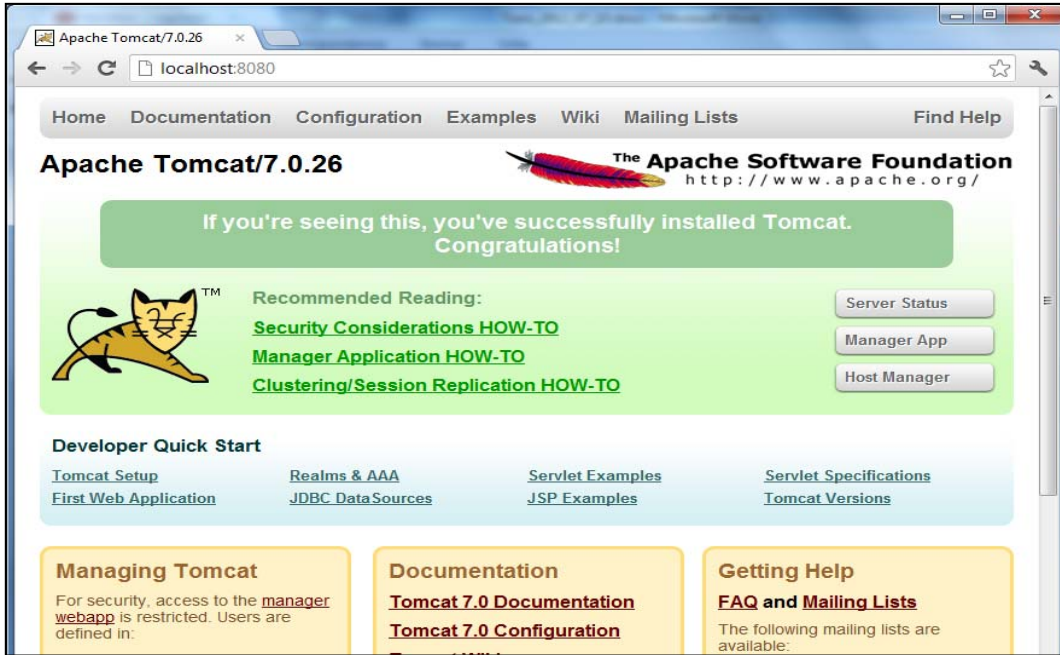 Apache Tomcat/7.0.26
localhost:8080
Home Documentation Configuration Examples Wiki Mailing Lists Find Help
Apache Tomcat/7.0.26
The Apache Software Foundation
http://www.apache.org/
If you're seeing this, you've successfully installed Tomcat.
Congratulations!
TM
Recommended Reading:
Security Considerations HOW-TO
Manager Application HOW-TO
Clustering/Session Replication HOW-TO
Server Status
Manager App
Host Manager
Developer Quick Start
Tomcat Setup
First Web Application
Realms & AAA
JDBC DataSources
Servlet Examples
JSP Examples
Servlet Specifications
Tomcat Versions
Managing Tomcat
For security, access to the manager
webapp is restricted. Users are
defined in:
Documentation
Tomcat 7.0 Documentation
Tomcat 7.0 Configuration
Getting Help
FAQ and Mailing Lists
The following mailing lists are
available: